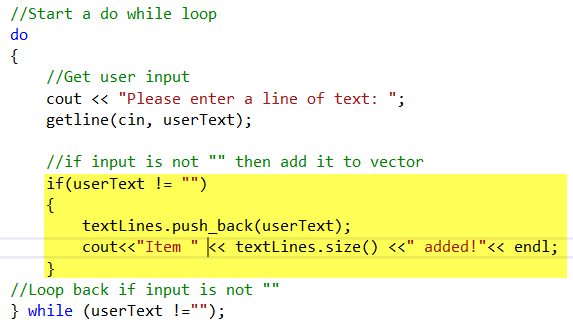 //Start a do while loop
do
{
    //Get user input
    cout << "Please enter a line of text: ";
    getline(cin, userText);

    //if input is not "" then add it to vector
    if(userText != "")
    {
        textLines.push_back(userText);
        cout<<"Item " << textLines.size() <<" added!"<< endl;
    }
//Loop back if input is not ""
} while (userText !="");